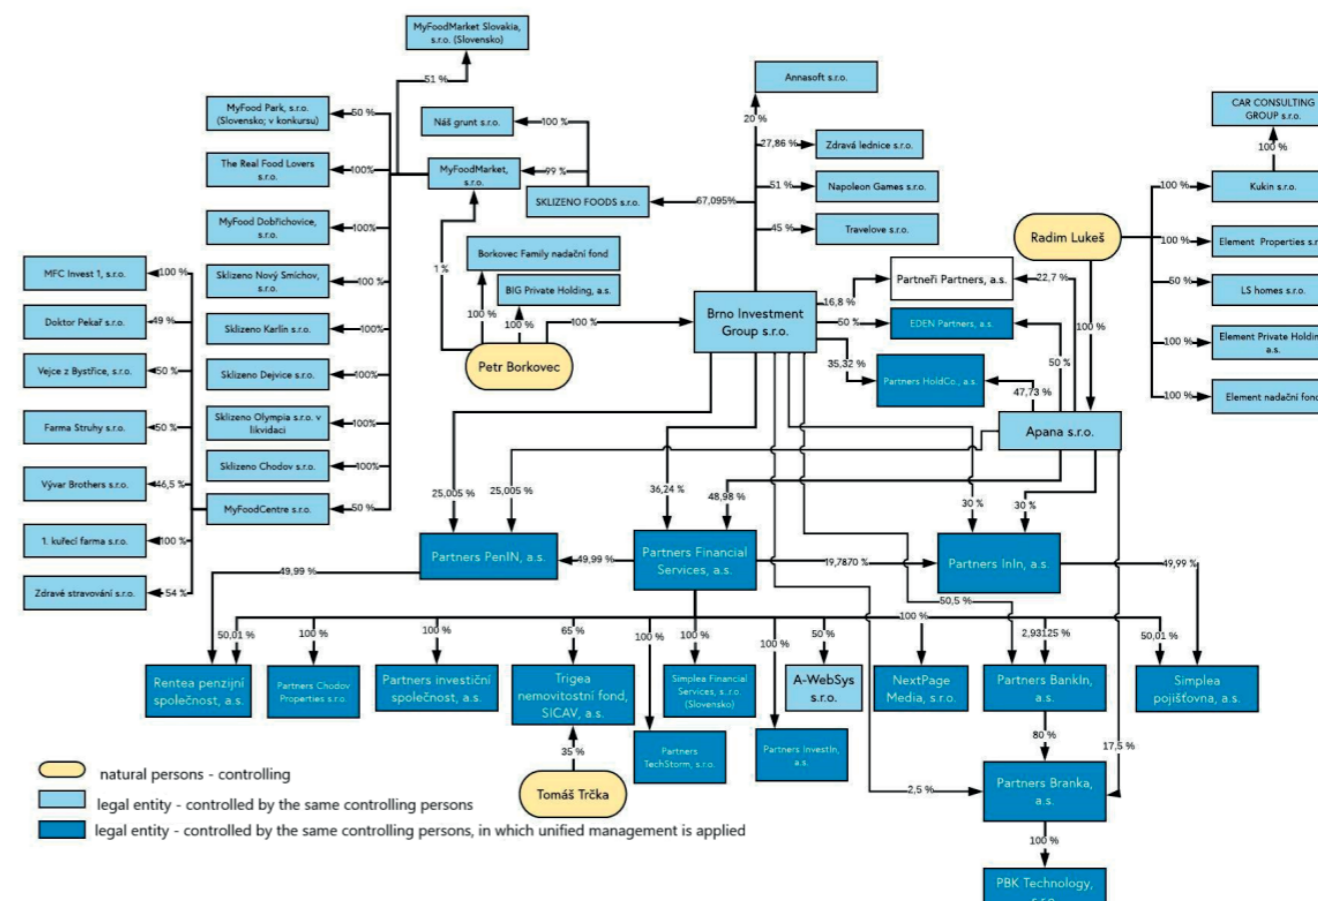 MyFoodMarket Slovakia,
s.r.o. (Slovensko)
51 %
Annasoft s.r.o.
20 %
MyFood Park, s.r.o.
(Slovensko; v konkursu)
50 %
Náš grunt s.r.o.
100 %
27,86 %
Zdravá lednice s.r.o.
CAR CONSULTING
GROUP s.r.o.
100 %
The Real Food Lovers
s.r.o.
100%
MyFoodMarket,
s.r.o.
99 %
SKLIZENO FOODS s.r.o.
67,095%
51 %
Napoleon Games s.r.o.
100 %
Kukin s.r.o.
MyFood Dobřichovice,
s.r.o.
100%
45 %
Travelove s.r.o.
Radim Lukeš
100 %
Element Properties s.r
MFC Invest 1, s.r.o.
100 %
Sklizeno Nový Smíchov,
s.r.o.
100 %
1 %
Borkovec Family nadační fond
BIG Private Holding, a.s.
100 %
100 %
100 %
Brno Investment
Group s.r.o.
16,8 %
Partneři Partners, a.s.
22,7 %
50 %
LS homes s.r.o.
Doktor Pekař s.r.o.
49 %
Sklizeno Karlín s.r.o.
100%
50 %
EDEN Partners, a.s.
100 %
100 %
Element Private Holdin
a.s.
Vejce z Bystřice, s.r.o.
50 %
Sklizeno Dejvice s.r.o.
100%
Petr Borkovec
35,32 %
Partners HoldCo., a.s.
50 %
47,73 %
100 %
Element nadační fond
Farma Struhy s.r.o.
50 %
Sklizeno Olympia s.r.o. v
likvidaci
100%
Apana s.r.o.
Vývar Brothers s.r.o.
46,5 %
Sklizeno Chodov s.r.o.
100%
25,005 %
25,005 %
36,24 %
48,98 %
30 %
30 %
MyFoodCentre s.r.o.
50 %
1. kuřecí farma s.r.o.
100 %
Zdravé stravování s.r.o.
54 %
Partners PenIN, a.s.
49,99 %
Partners Financial
Services, a.s.
19,7870 %
Partners InIn, a.s.
49,99 %
49,99 %
50,01 %
100 %
100 %
65 %
100 %
100 %
100 %
50 %
100 %
50,5 %
2,93125 %
50,01 %
Rentea penzijní
společnost, a.s.
Partners Chodov
Properties s.r.o.
Partners investiční
společnost, a.s.
Trigea
nemovitostní fond,
SICAV, a.s.
Simplea Financial
Services, s.r.o.
(Slovensko)
A-WebSys
s.r.o.
NextPage
Media, s.r.o.
Partners BankIn,
a.s.
Simplea
pojišťovna, a.s.
35 %
Partners
TechStorm, s.r.o.
Partners InvestIn,
a.s.
80 %
17,5 %
Tomáš Trčka
2,5 %
Partners Branka,
a.s.
100 %
PBK Technology,
s.r.o.
natural persons - controlling
legal entity - controlled by the same controlling persons
legal entity - controlled by the same controlling persons, in which unified management is applied